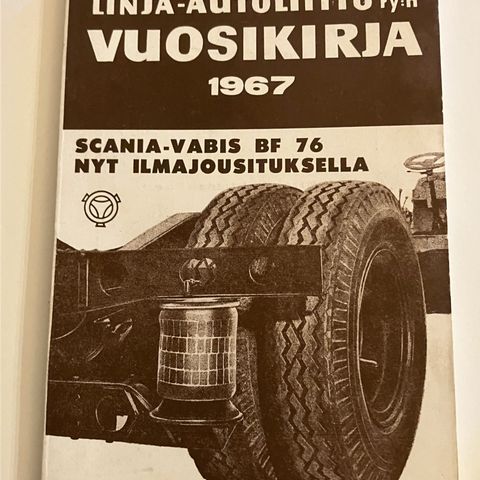 LINJA-AUTOLIITTO ry:n
VUOSIKIRJA
1967
SCANIA-VABIS BF 76
NYT ILMAJOUSITUKSELLA